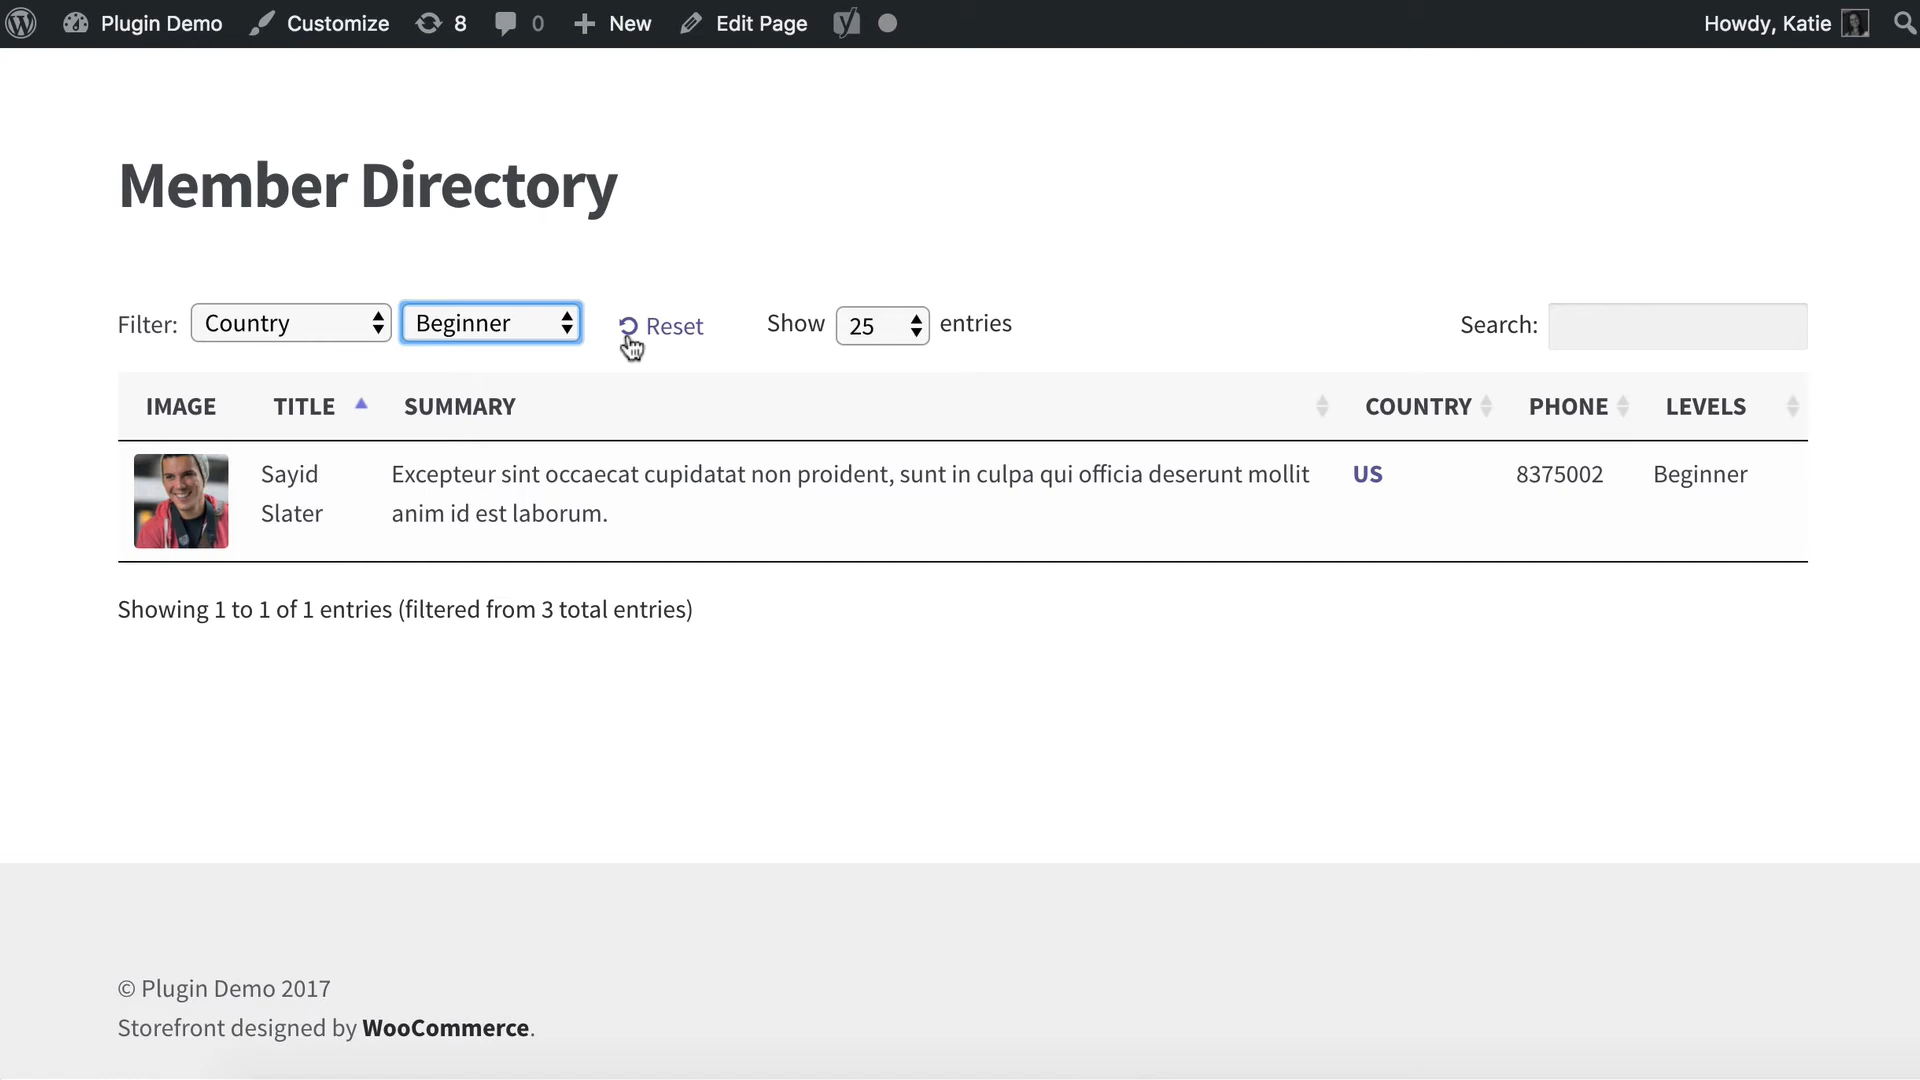 Plugin Demo Customize 8 0 New Edit Page Howdy, Katie
Member Directory
Filter: Country Beginner Reset Show 25 entries Search:
IMAGE TITLE SUMMARY COUNTRY PHONE LEVELS
Sayid Excepteur sint occaecat cupidatat non proident, sunt in culpa qui officia deserunt mollit US 8375002 Beginner
Slater anim id est laborum.
Showing 1 to 1 of 1 entries (filtered from 3 total entries)
© Plugin Demo 2017
Storefront designed by WooCommerce.